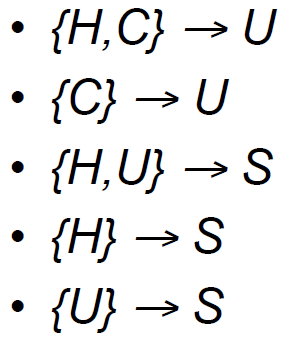 • {H,C} → U
• {C} → U
• {H,U} → S
• {H} → S
• {U} → S